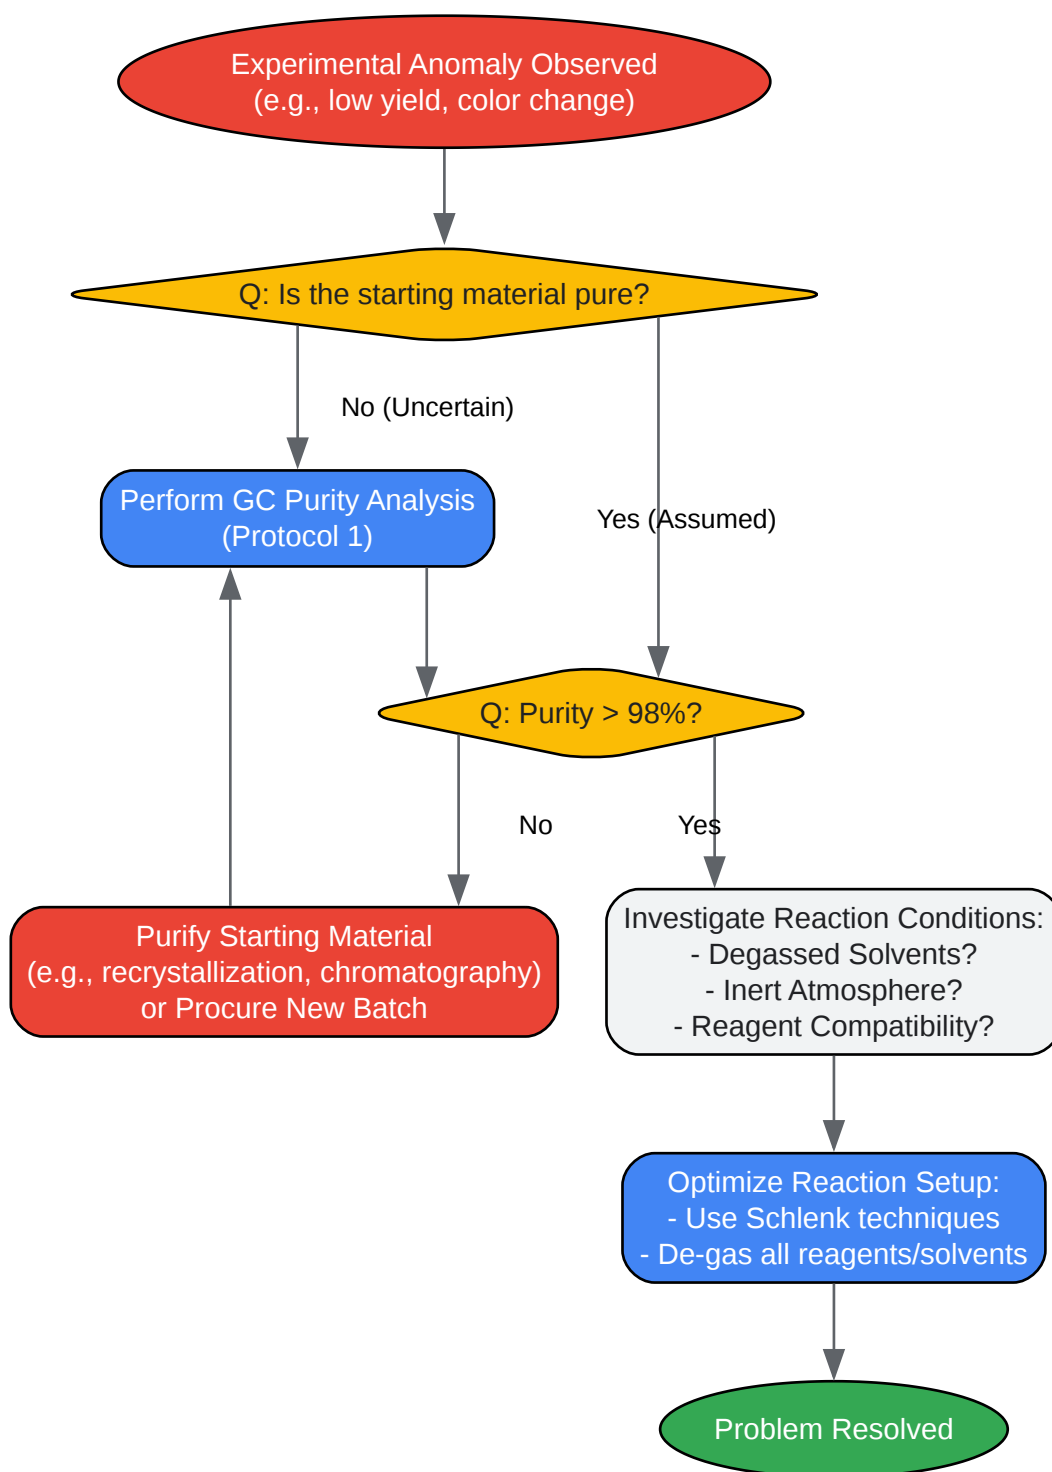 Experimental Anomaly Observed
(e.g., low yield, color change)
Q: Is the starting material pure?
No (Uncertain)
Perform GC Purity Analysis
(Protocol 1)
Yes (Assumed)
Q: Purity > 98%?
No
Yes
Purify Starting Material
(e.g., recrystallization, chromatography)
or Procure New Batch
Investigate Reaction Conditions:
- Degassed Solvents?
- Inert Atmosphere?
- Reagent Compatibility?
Optimize Reaction Setup:
- Use Schlenk techniques
- De-gas all reagents/solvents
Problem Resolved